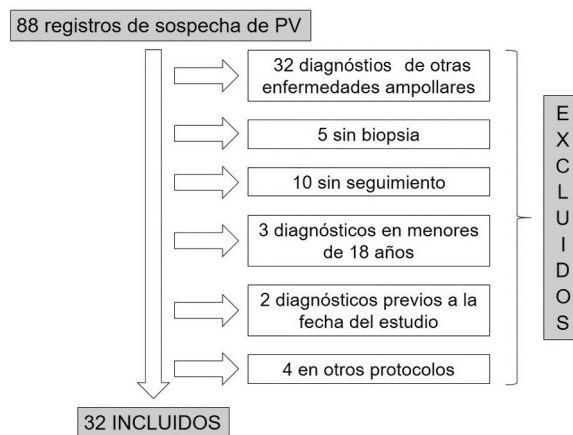 88 registros de sospecha de PV
32 diagnóstios de otras
enfermedades ampollares
5 sin biopsia
10 sin seguimiento
3 diagnósticos en menores
de 18 años
2 diagnósticos previos a la
fecha del estudio
4 en otros protocolos
EXCLUIDOS
32 INCLUIDOS